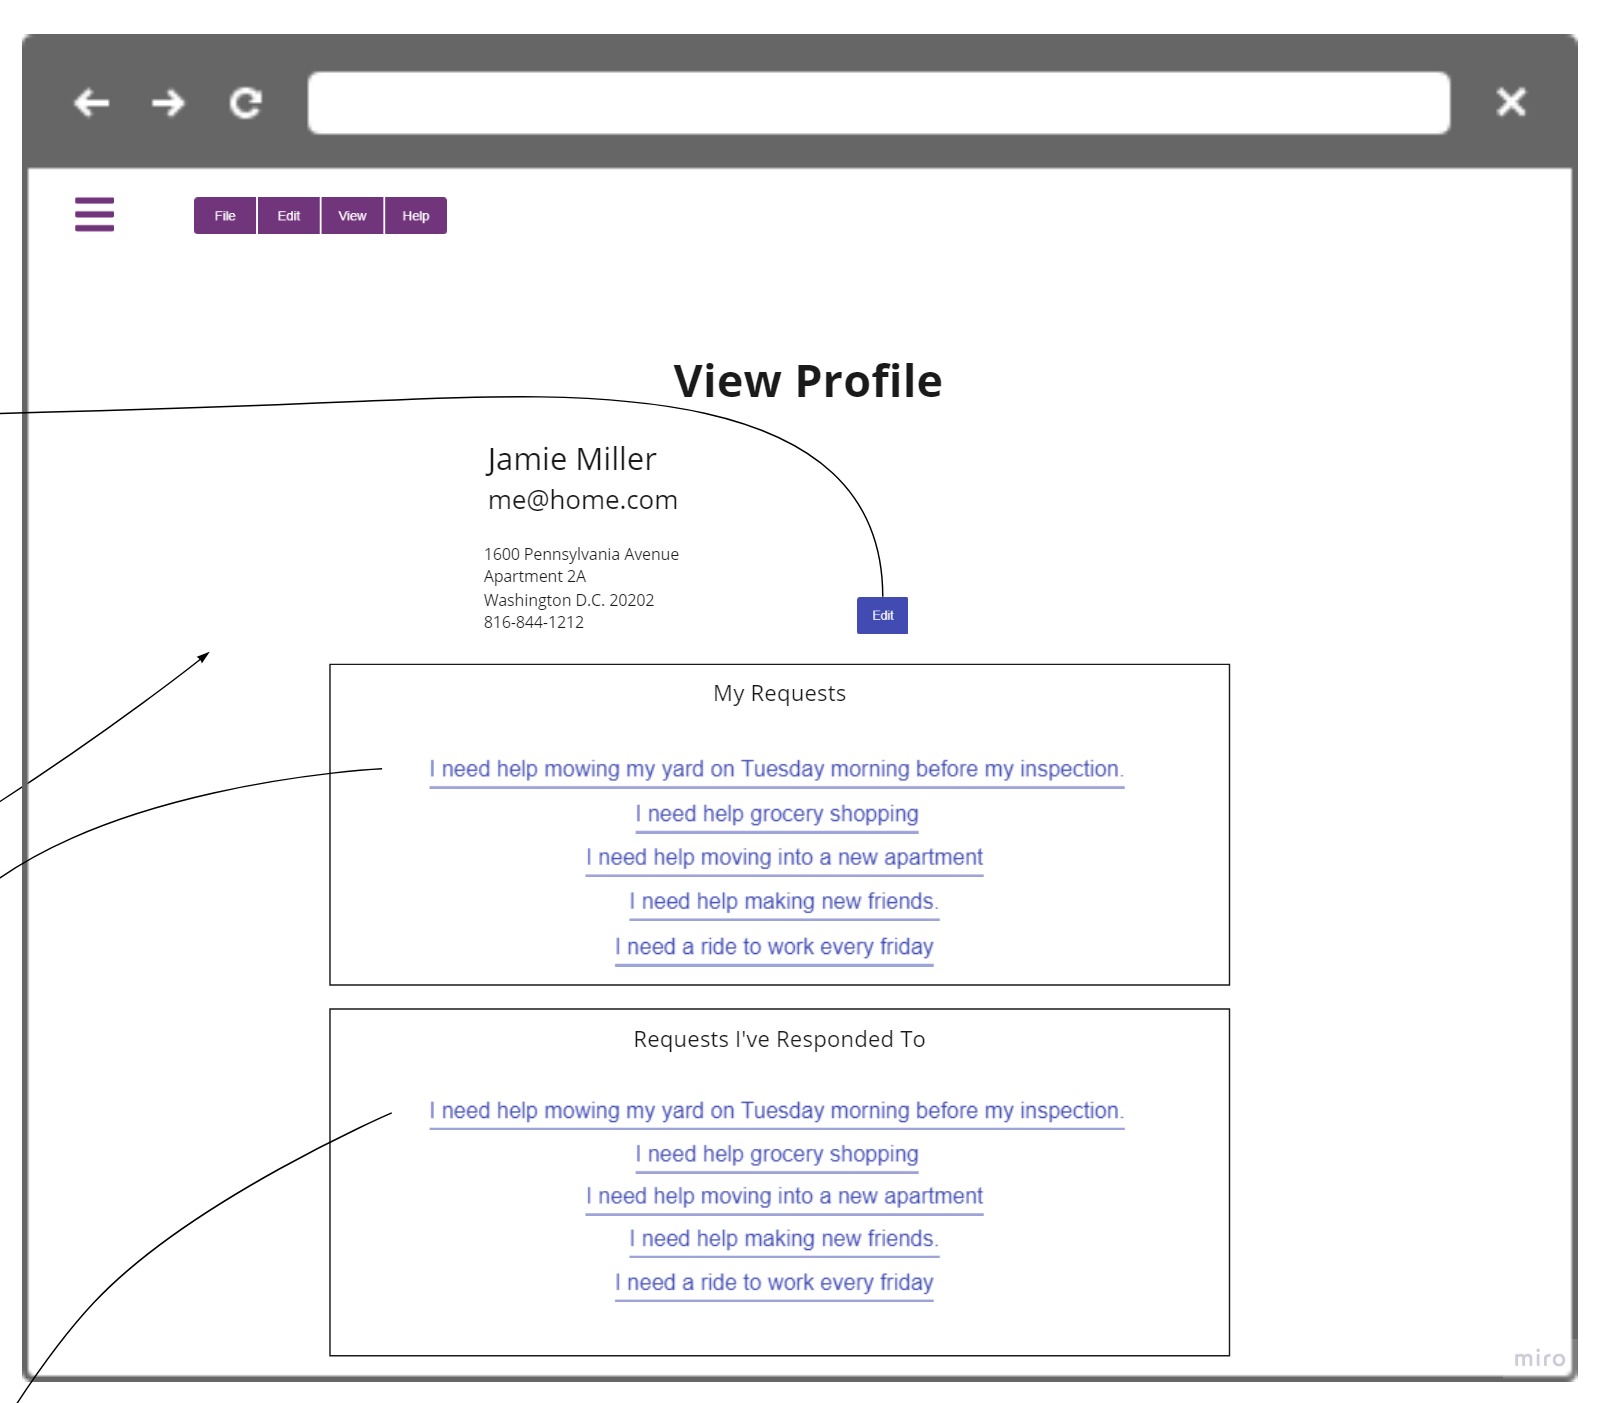 File Edit View Help
View Profile
Jamie Miller
me@home.com
1600 Pennsylvania Avenue
Apartment 2A
Washington D.C. 20202
816-844-1212
Edit
My Requests
I need help mowing my yard on Tuesday morning before my inspection.
I need help grocery shopping
I need help moving into a new apartment
I need help making new friends.
I need a ride to work every friday
Requests I've Responded To
I need help mowing my yard on Tuesday morning before my inspection.
I need help grocery shopping
I need help moving into a new apartment
I need help making new friends.
I need a ride to work every friday
miro